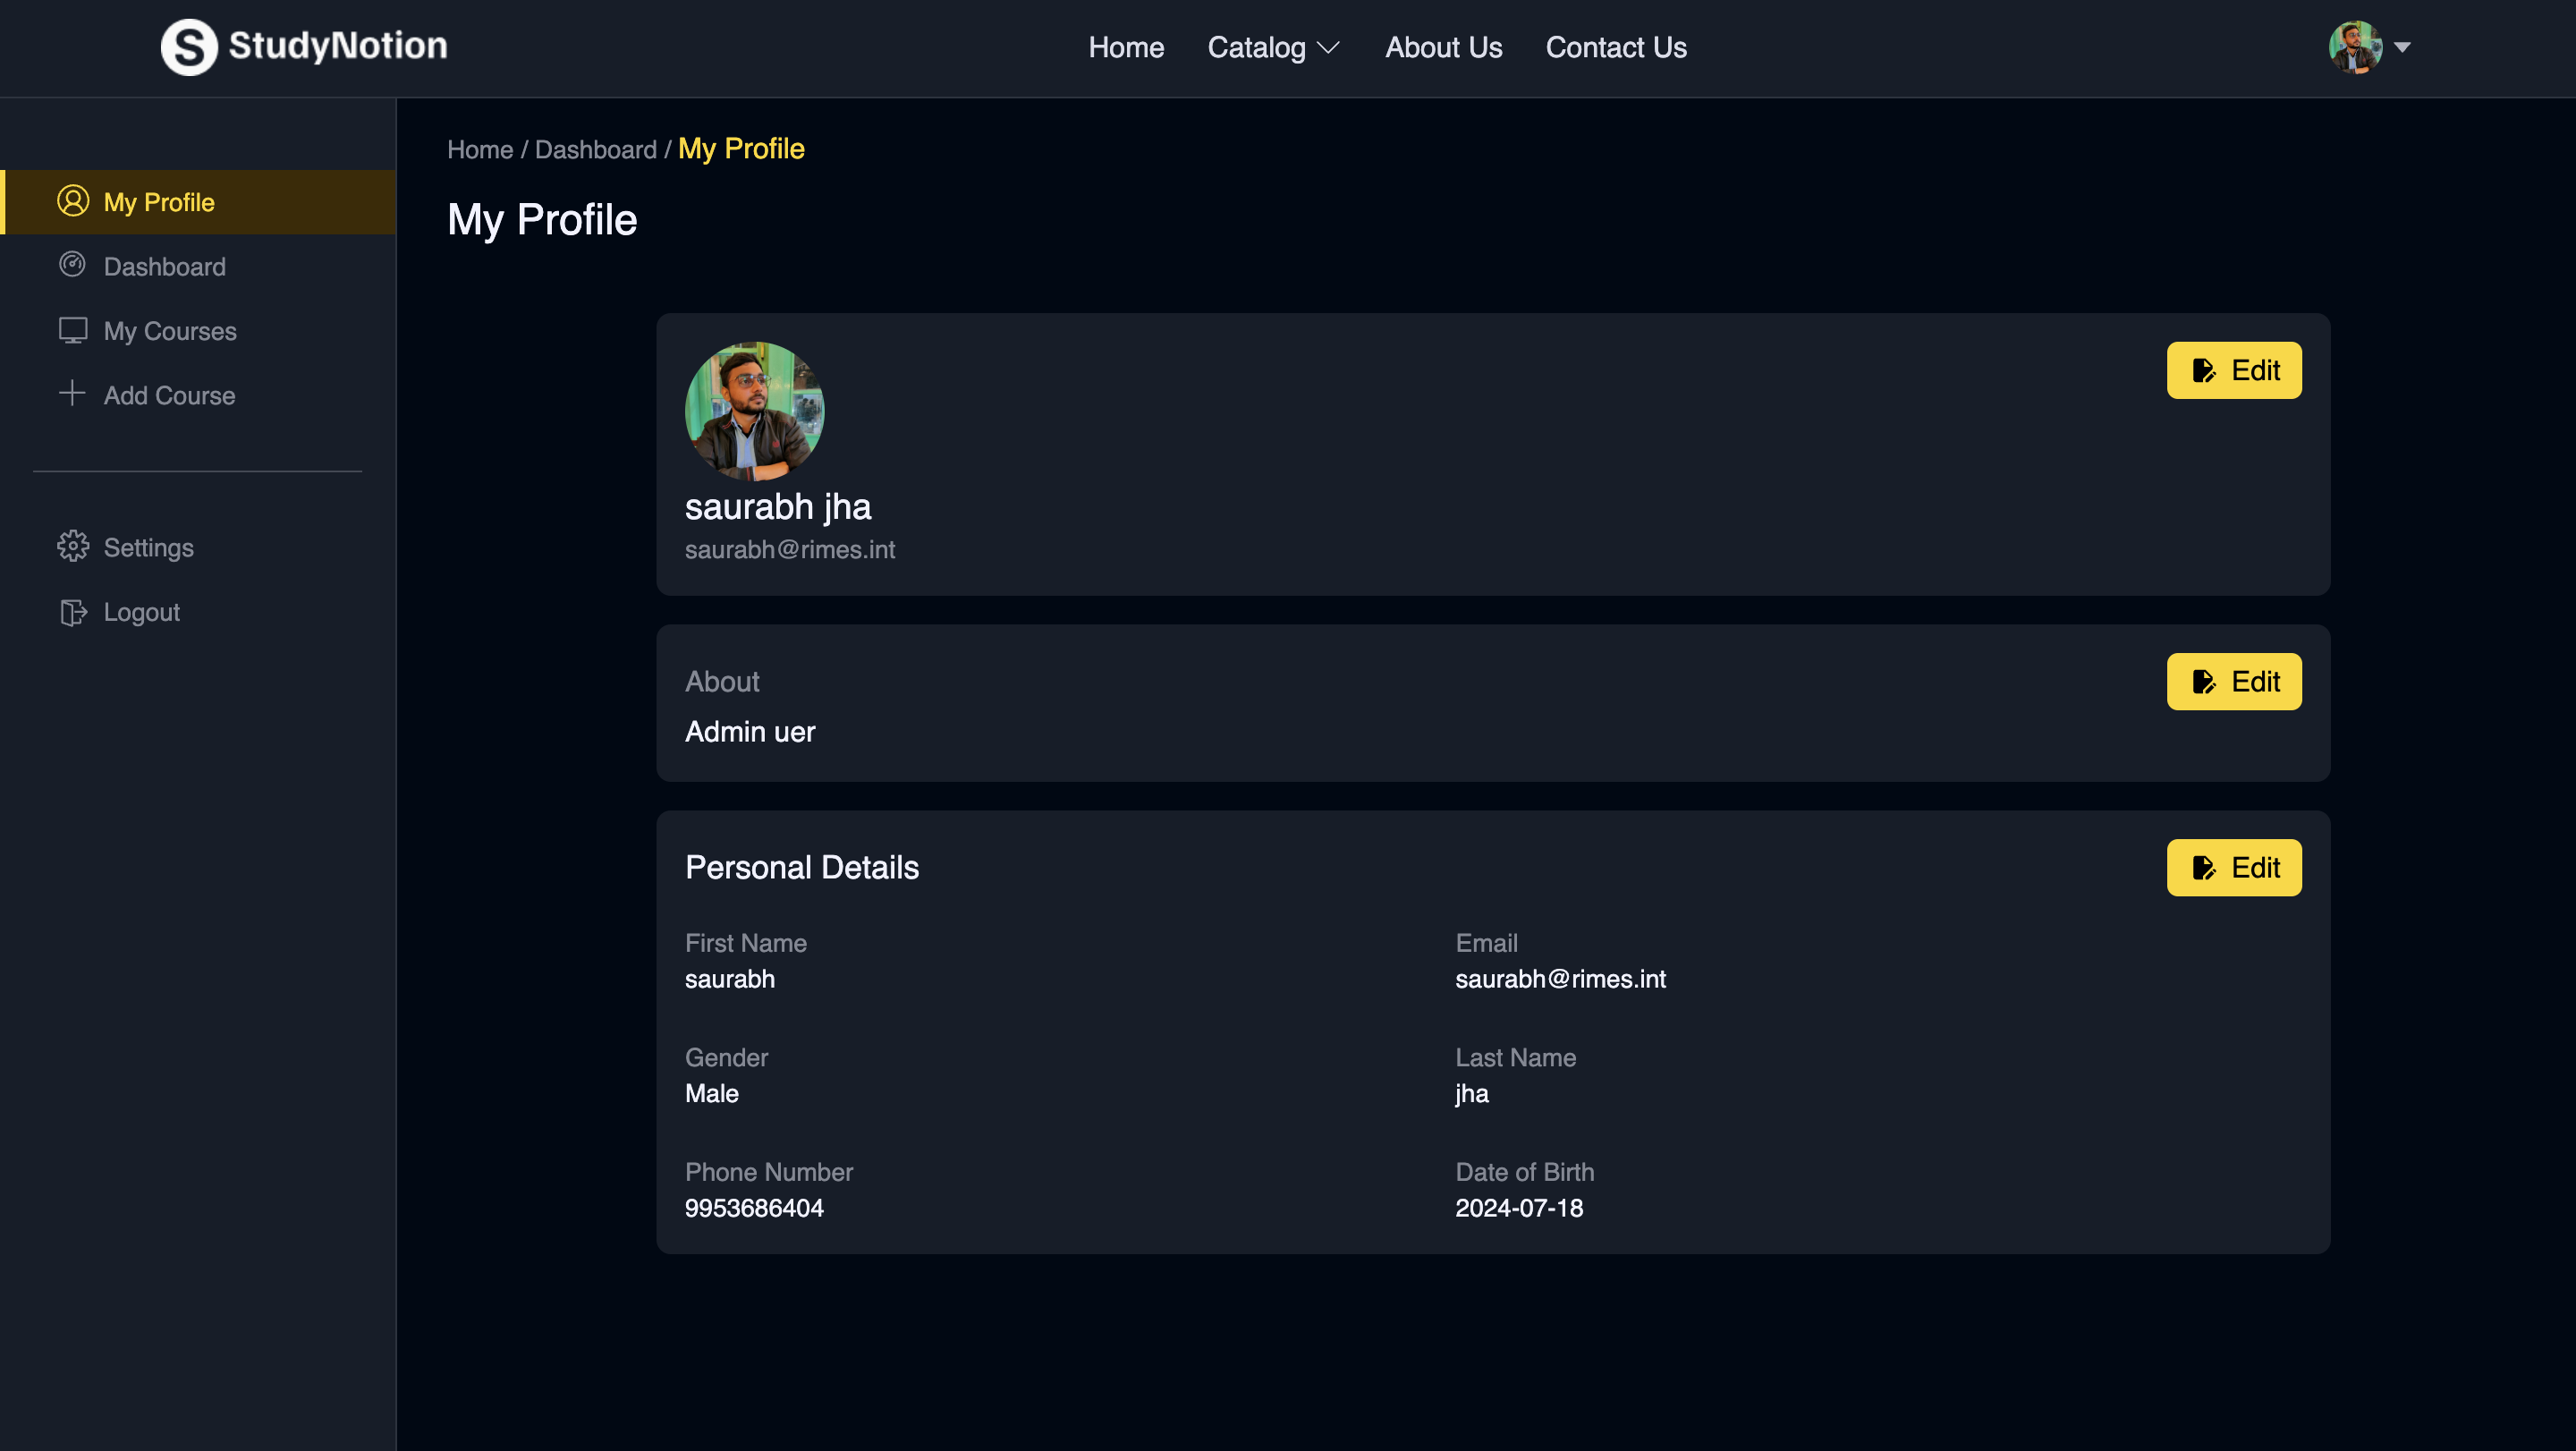 StudyNotion
Home Catalog About Us Contact Us
My Profile
Dashboard
My Courses
Add Course
Settings
Logout
Home / Dashboard / My Profile
My Profile
Edit
saurabh jha
saurabh@rimes.int
About
Edit
Admin uer
Personal Details
Edit
First Name
saurabh
Email
saurabh@rimes.int
Gender
Male
Last Name
jha
Phone Number
9953686404
Date of Birth
2024-07-18